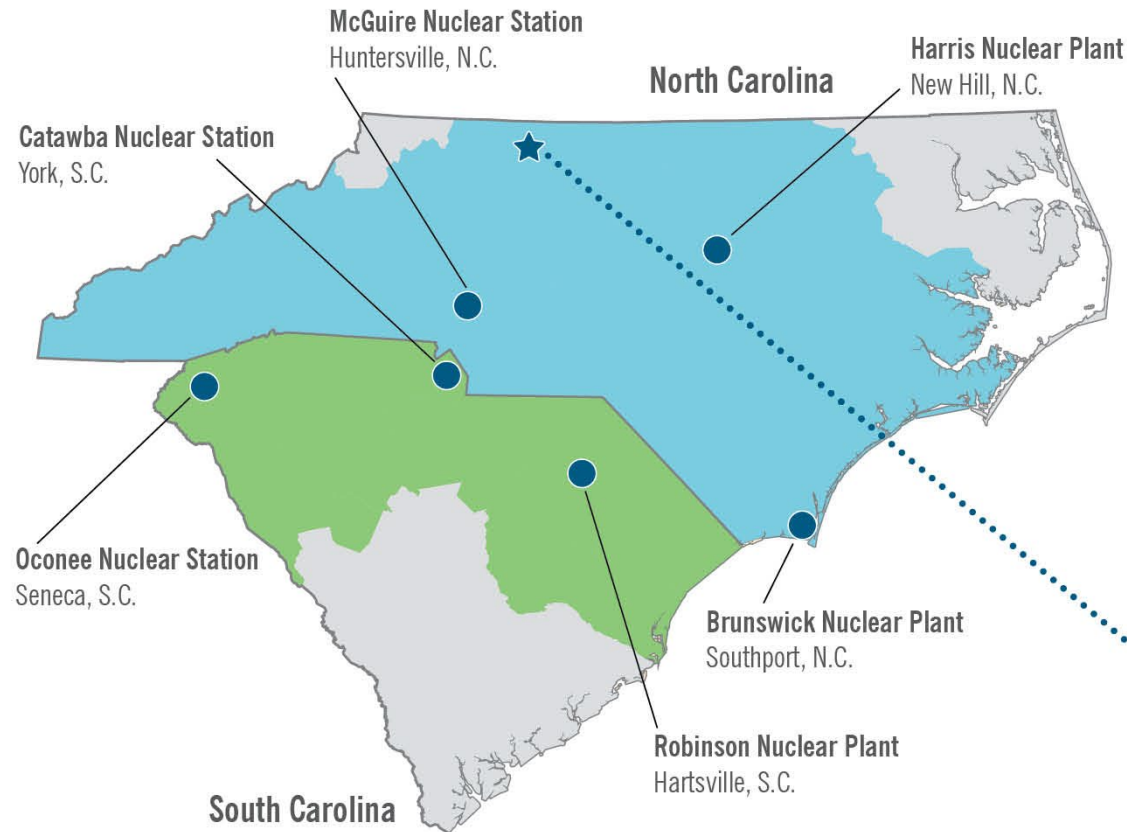 McGuire Nuclear Station
Huntersville, N.C.
Harris Nuclear Plant
New Hill, N.C.
North Carolina
Catawba Nuclear Station
York, S.C.
Oconee Nuclear Station
Seneca, S.C.
Brunswick Nuclear Plant
Southport, N.C.
Robinson Nuclear Plant
Hartsville, S.C.
South Carolina